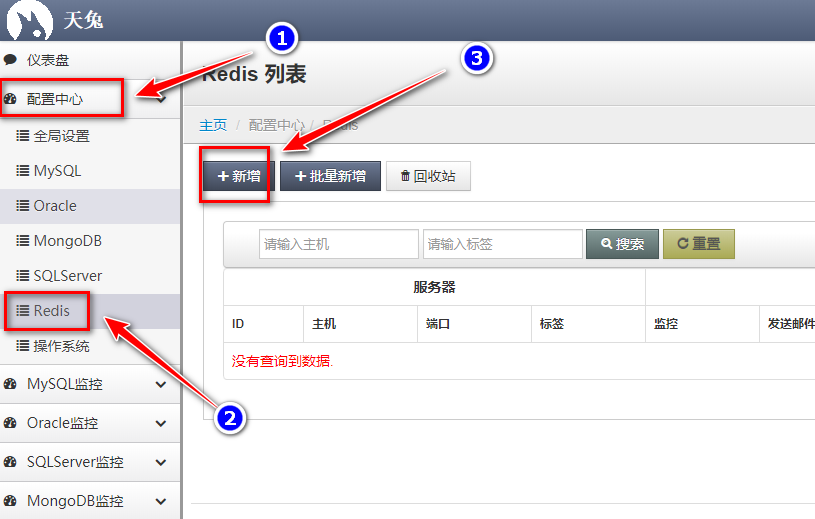 天兔
1
3
仪表盘
Redis 列表
配置中心
主页 / 配置中心 / Redis
全局设置
MySQL
新增
批量新增
回收站
Oracle
MongoDB
请输入主机
请输入标签
搜索
重置
SQLServer
服务器
Redis
ID
主机
端口
标签
监控
发送邮件
操作系统
没有查询到数据.
MySQL监控
2
Oracle监控
SQLServer监控
MongoDB监控